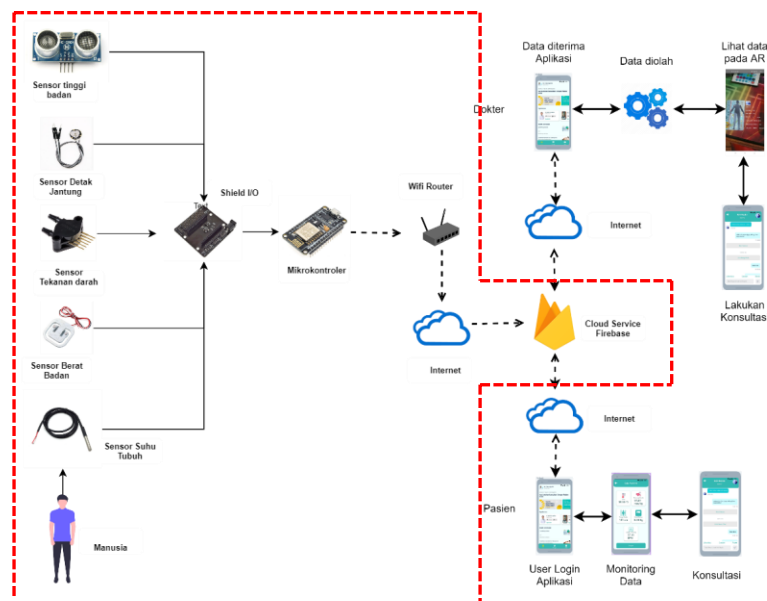 Sensor tinggi
badan
Sensor Detak
Jantung
Sensor
Tekanan darah
Sensor Berat
Badan
Sensor Suhu
Tubuh
Manusia
Shield I/O
Mikrokontroler
Wifi Router
Internet
Cloud Service
Firebase
Data diterima
Aplikasi
Dokter
Data diolah
Lihat data
pada AR
Internet
Lakukan
Konsultasi
Internet
Pasien
User Login
Aplikasi
Monitoring
Data
Konsultasi